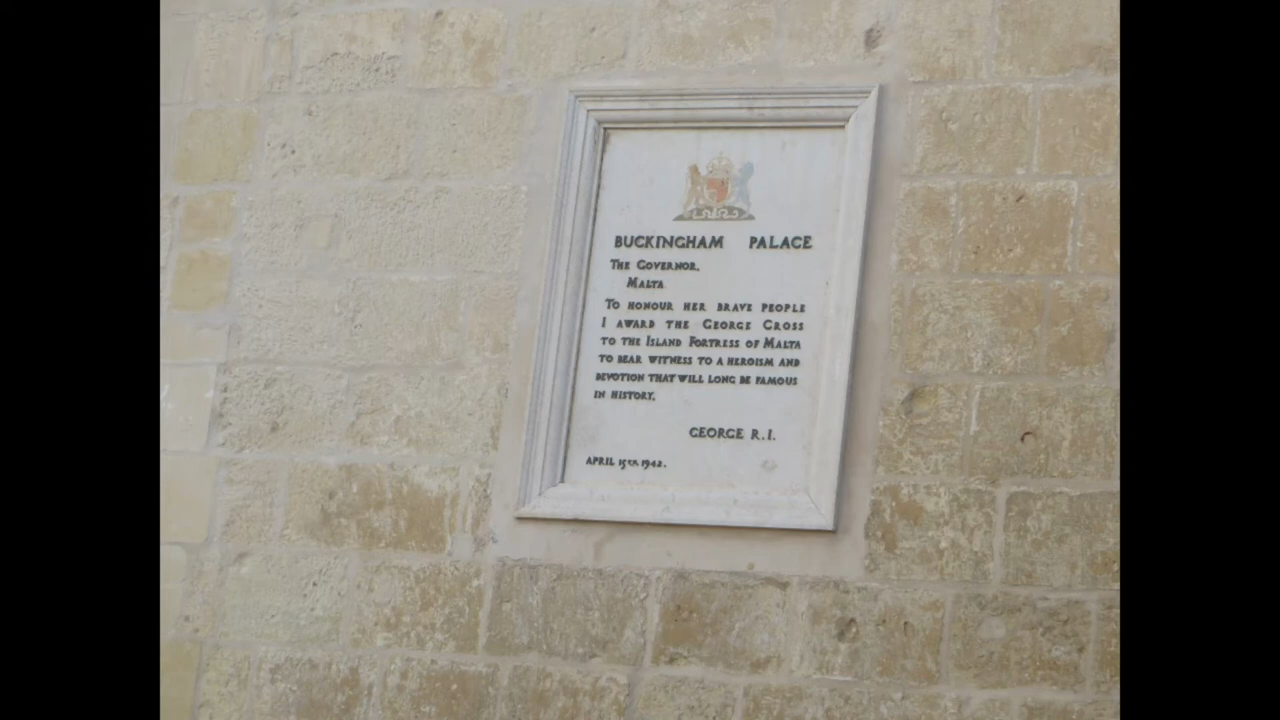 BUCKINGHAM PALACE
THE GOVERNOR.
MALTA
TO HONOUR HER BRAVE PEOPLE
I AWARD THE GEORGE CROSS
TO THE ISLAND FORTRESS OF MALTA
TO BEAR WITNESS TO A HEROISM AND
DEVOTION THAT WILL LONG BE FAMOUS
IN HISTORY.
GEORGE R.I.
APRIL 15TH 1942.